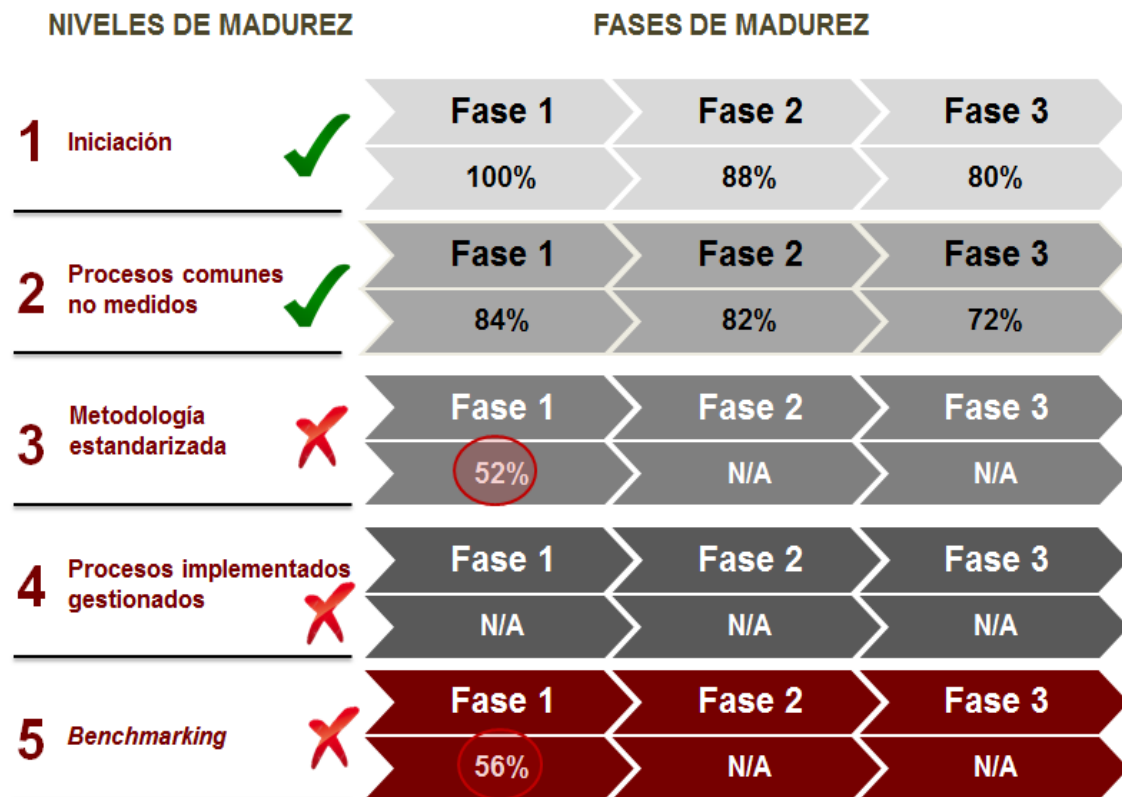 NIVELES DE MADUREZ
FASES DE MADUREZ
1
Iniciación
Fase 1
Fase 2
Fase 3
100%
88%
80%
2
Procesos comunes
no medidos
Fase 1
Fase 2
Fase 3
84%
82%
72%
3
Metodología
estandarizada
Fase 1
Fase 2
Fase 3
52%
N/A
N/A
4
Procesos implementados
gestionados
Fase 1
Fase 2
Fase 3
N/A
N/A
N/A
5
Benchmarking
Fase 1
Fase 2
Fase 3
56%
N/A
N/A